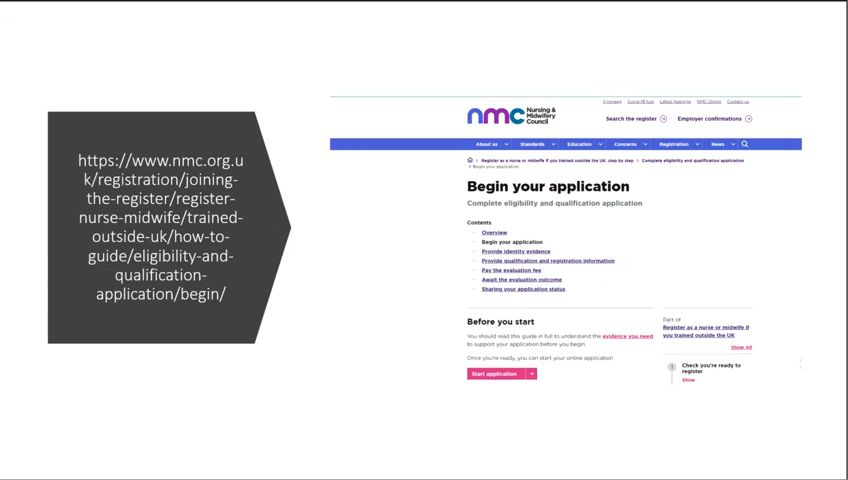 https://www.nmc.org.u
k/registration/joining-
the-register/register-
nurse-midwife/trained-
outside-uk/how-to-
guide/eligibility-and-
qualification-
application/begin/
Cymraeg Covid-19 hub Latest hearings NMC Online Contact us
nmc Nursing & Midwifery Council
Search the register Employer confirmations
About us Standards Education Concerns Registration News
Register as a nurse or midwife if you trained outside the UK: step by step > Complete eligibility and qualification application
> Begin your application
Begin your application
Complete eligibility and qualification application
Contents
Overview
Begin your application
Provide identity evidence
Provide qualification and registration information
Pay the evaluation fee
Await the evaluation outcome
Sharing your application status
Before you start
You should read this guide in full to understand the evidence you need
to support your application before you begin.
Once you're ready, you can start your online application
Start application
Part of
Register as a nurse or midwife if
you trained outside the UK
Show All
1 Check you're ready to
register
Show